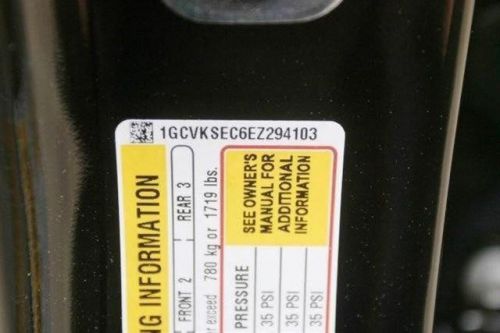 1GCVKSEC6EZ294103
NG INFORMATION
FRONT 2 | REAR 3
exceed 780 kg or 1719 lbs.
SEE OWNER'S
MANUAL FOR
ADDITIONAL
INFORMATION
PRESSURE
35 PSI
35 PSI
35 PSI